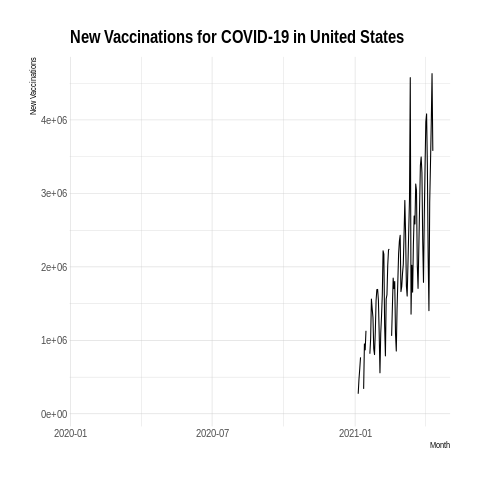 New Vaccinations for COVID-19 in United States
New Vaccinations
4e+06
3e+06
2e+06
1e+06
0e+00
2020-01
2020-07
2021-01
Month